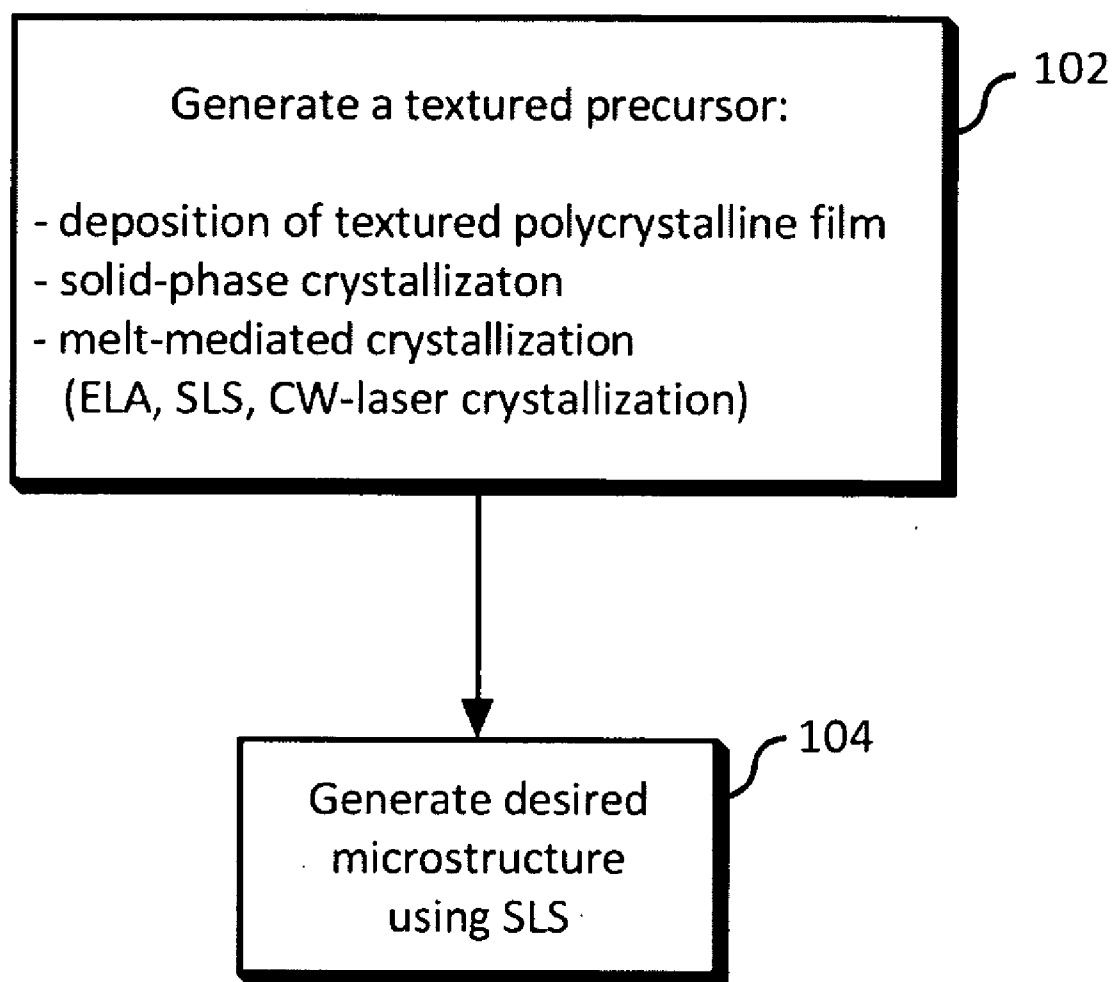 102
Generate a textured precursor:
- deposition of textured polycrystalline film
- solid-phase crystallizaton
- melt-mediated crystallization
(ELA, SLS, CW-laser crystallization)
104
Generate desired
microstructure
using SLS